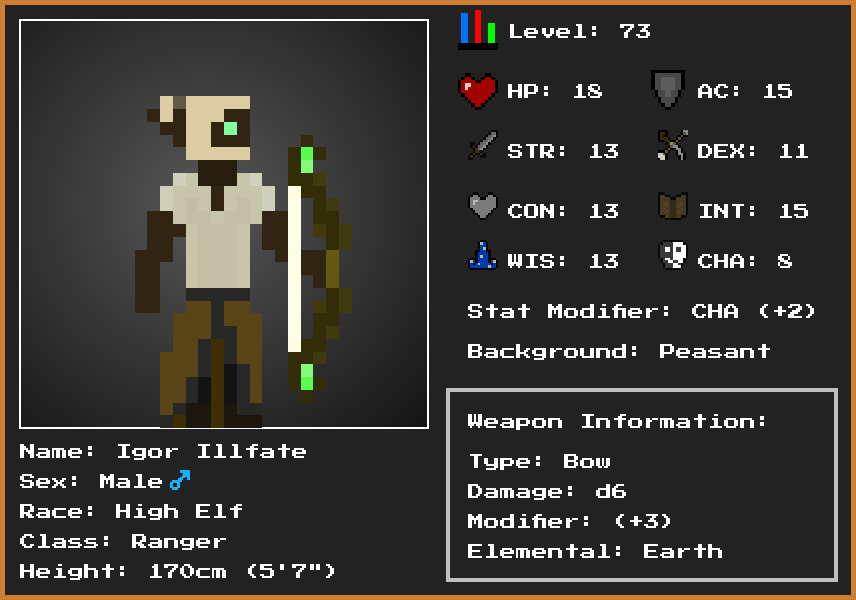 Level: 73
HP: 18 AC: 15
STR: 13 DEX: 11
CON: 13 INT: 15
WIS: 13 CHA: 8
Stat Modifier: CHA (+2)
Background: Peasant
Weapon Information:
Type: Bow
Damage: d6
Modifier: (+3)
Elemental: Earth
Name: Igor Illfate
Sex: Male♂
Race: High Elf
Class: Ranger
Height: 170cm (5'7")